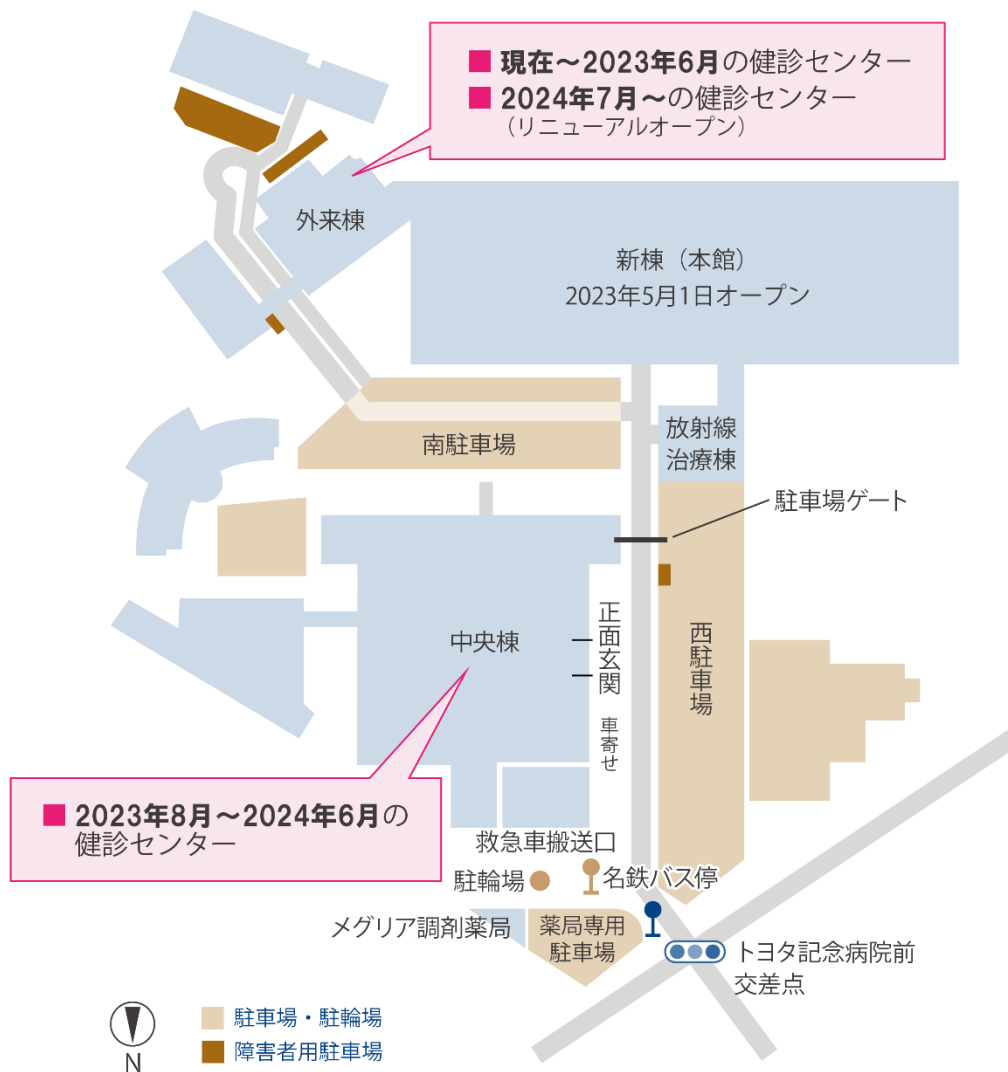 ■ 現在～2023年6月の健診センター
■ 2024年7月～の健診センター
（リニューアルオープン）
外来棟
新棟（本館）
2023年5月1日オープン
南駐車場
放射線
治療棟
駐車場ゲート
中央棟
正面玄関
車寄せ
西駐車場
■ 2023年8月～2024年6月の
健診センター
救急車搬送口
駐輪場
名鉄バス停
メグリア調剤薬局
薬局専用
駐車場
トヨタ記念病院前
交差点
N
駐車場・駐輪場
障害者用駐車場